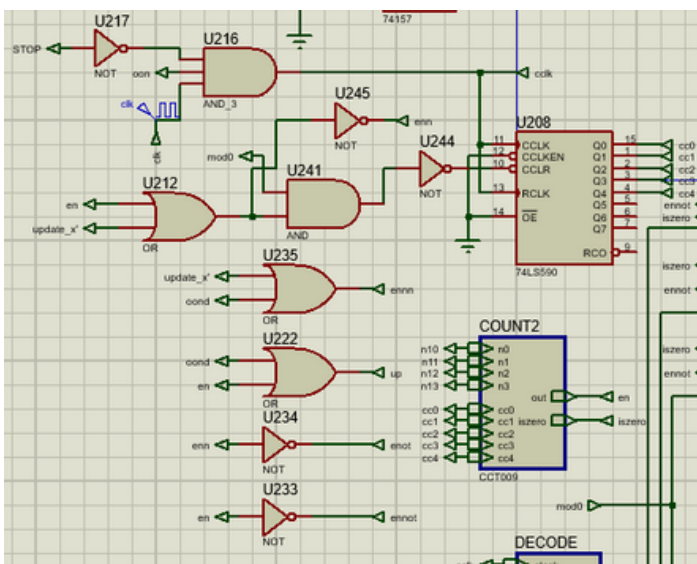 U217
74157
STOP
NOT
oon
U216
AND_3
cclk
clk
clk
U245
NOT
enn
mod0
U244
NOT
U241
AND
U212
en
update_x'
OR
U208
11 CCLK
12 CCLKEN
10 CCLR
13 RCLK
14 OE
Q0 15 cc0
Q1 1 cc1
Q2 2 cc2
Q3 3 cc3
Q4 4 cc4
Q5 5 ennot
Q6 6 iszero
Q7 7
RCO 9
74LS590
U235
update_x'
cond
OR
ennn
iszero
ennot
U222
cond
en
OR
up
COUNT2
n10 n0
n11 n1
n12 n2
n13 n3
cc0 cc0
cc1 cc1
cc2 cc2
cc3 cc3
cc4 cc4
out en
iszero iszero
CCT009
iszero
ennot
U234
enn
NOT
enot
U233
en
NOT
ennot
mod0
DECODE